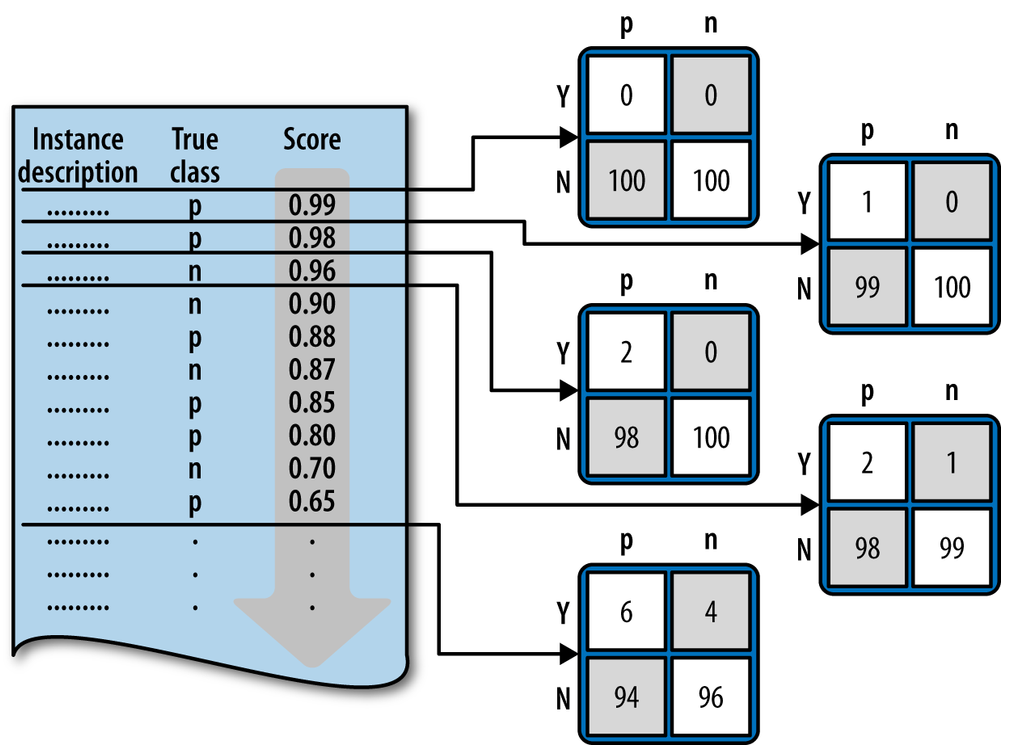 Instance True Score
description class
......... p 0.99
......... p 0.98
......... n 0.96
......... n 0.90
......... p 0.88
......... n 0.87
......... p 0.85
......... p 0.80
......... n 0.70
......... p 0.65
......... . .
......... . .
......... . .
p n
Y 0 0
N 100 100
p n
Y 1 0
N 99 100
p n
Y 2 0
N 98 100
p n
Y 2 1
N 98 99
p n
Y 6 4
N 94 96